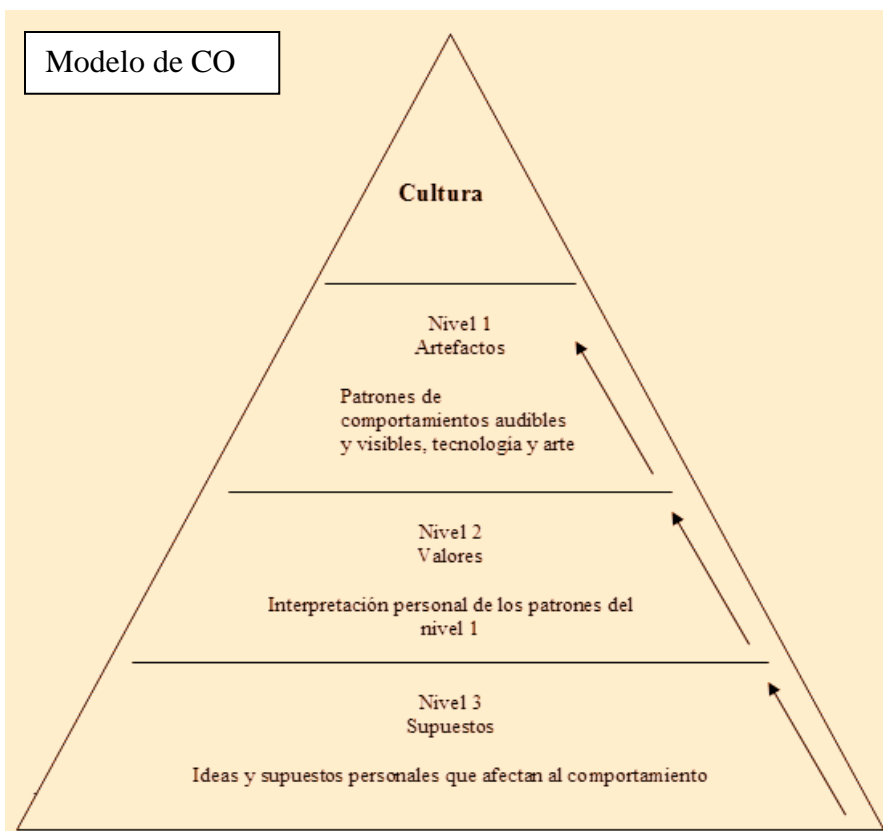 Modelo de CO
Cultura
Nivel 1
Artefactos
Patrones de
comportamientos audibles
y visibles, tecnología y arte
Nivel 2
Valores
Interpretación personal de los patrones del
nivel 1
Nivel 3
Supuestos
Ideas y supuestos personales que afectan al comportamiento